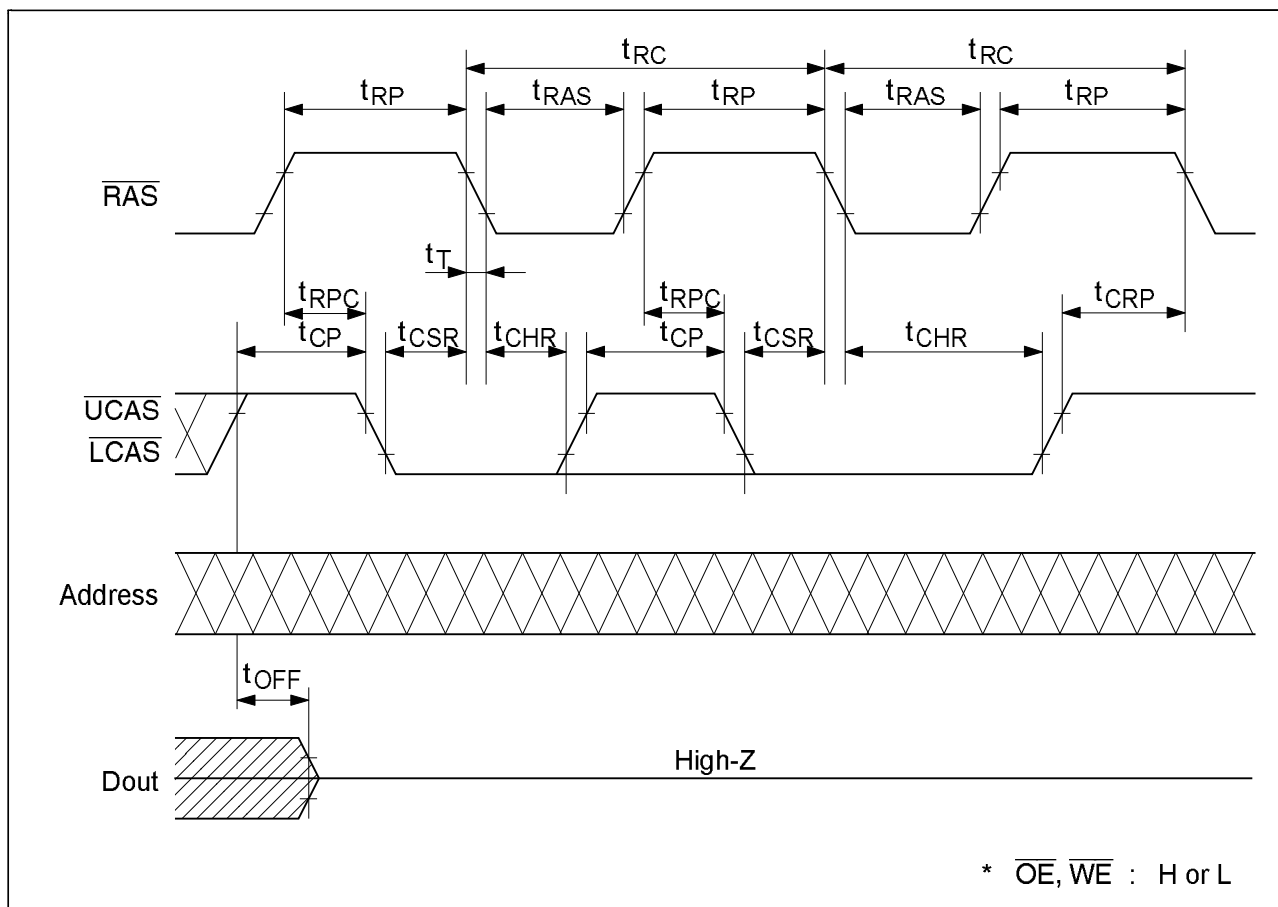 tRC tRC
tRP tRAS tRP tRAS tRP
RAS
tT
tRPC tRPC tCRP
tCP tCSR tCHR tCP tCSR tCHR
UCAS
LCAS
Address
tOFF
High-Z
Dout
* OE, WE : H or L